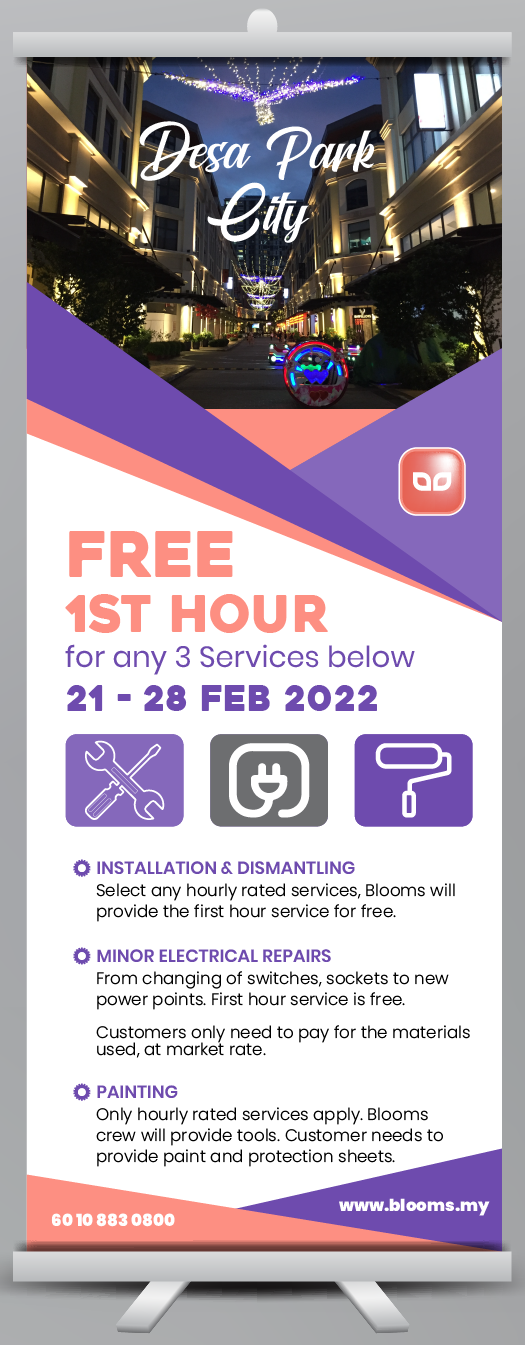 Desa Park
City
FREE
1ST HOUR
for any 3 Services below
21 - 28 FEB 2022
INSTALLATION & DISMANTLING
Select any hourly rated services, Blooms will
provide the first hour service for free.
MINOR ELECTRICAL REPAIRS
From changing of switches, sockets to new
power points. First hour service is free.
Customers only need to pay for the materials
used, at market rate.
PAINTING
Only hourly rated services apply. Blooms
crew will provide tools. Customer needs to
provide paint and protection sheets.
www.blooms.my
60 10 883 0800